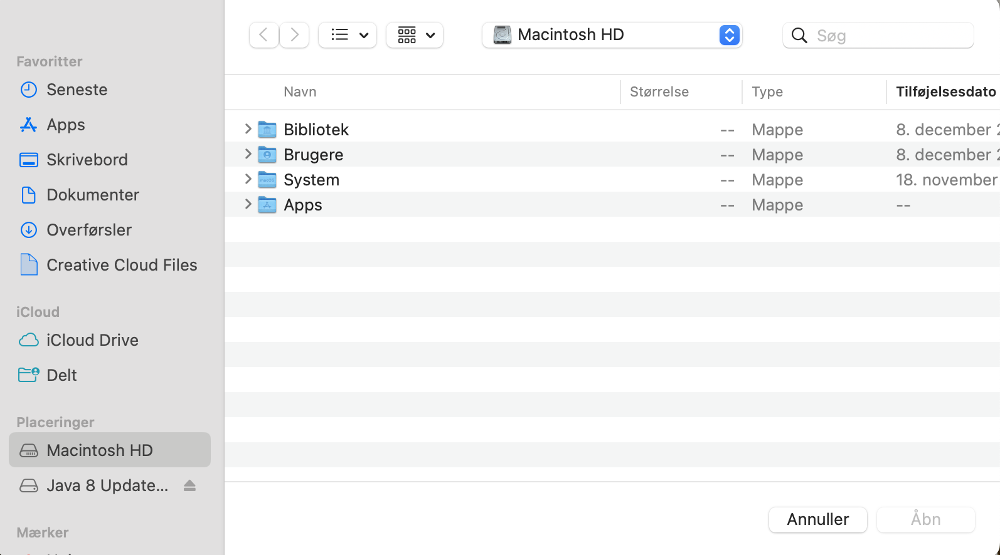 Macintosh HD
Søg
Favoritter
Seneste
Apps
Skrivebord
Dokumenter
Overførsler
Creative Cloud Files
iCloud
iCloud Drive
Delt
Placeringer
Macintosh HD
Java 8 Update...
Mærker
Navn Størrelse Type Tilføjelsesdato
Bibliotek -- Mappe 8. december
Brugere -- Mappe 8. december
System -- Mappe 18. november
Apps -- Mappe --
Annuller Åbn